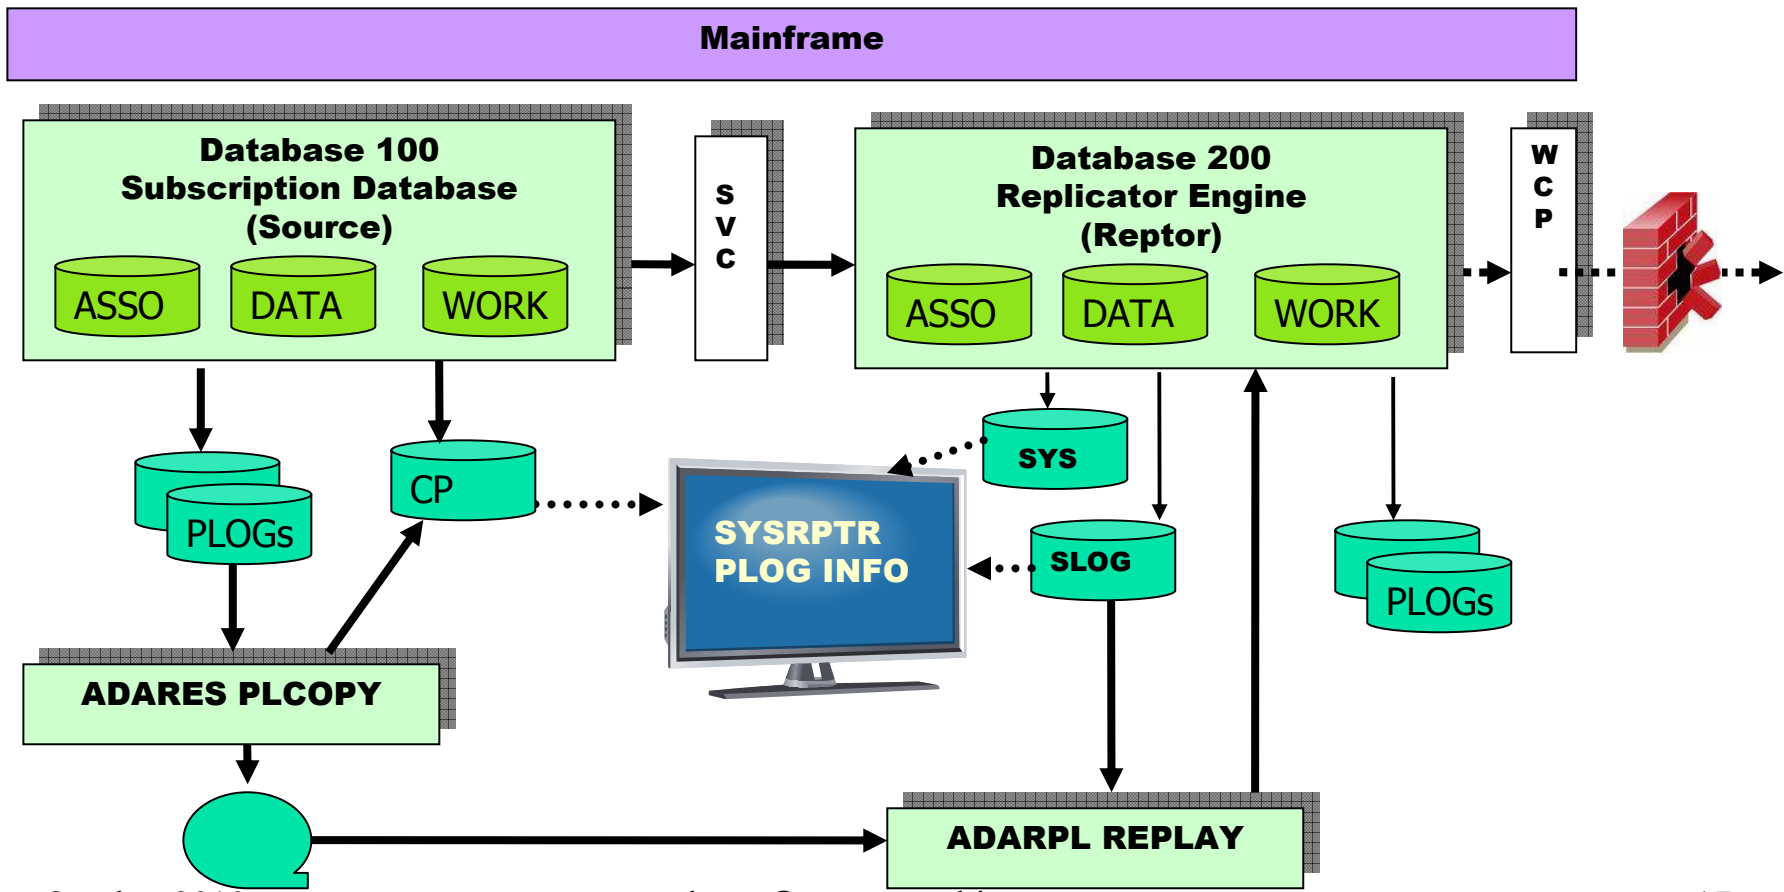 Mainframe
Database 100
Subscription Database
(Source)
ASSO
DATA
WORK
S
V
C
Database 200
Replicator Engine
(Reptor)
ASSO
DATA
WORK
W
C
P
PLOGs
CP
SYS
SYSRPTR
PLOG INFO
SLOG
PLOGs
ADARES PLCOPY
ADARPL REPLAY